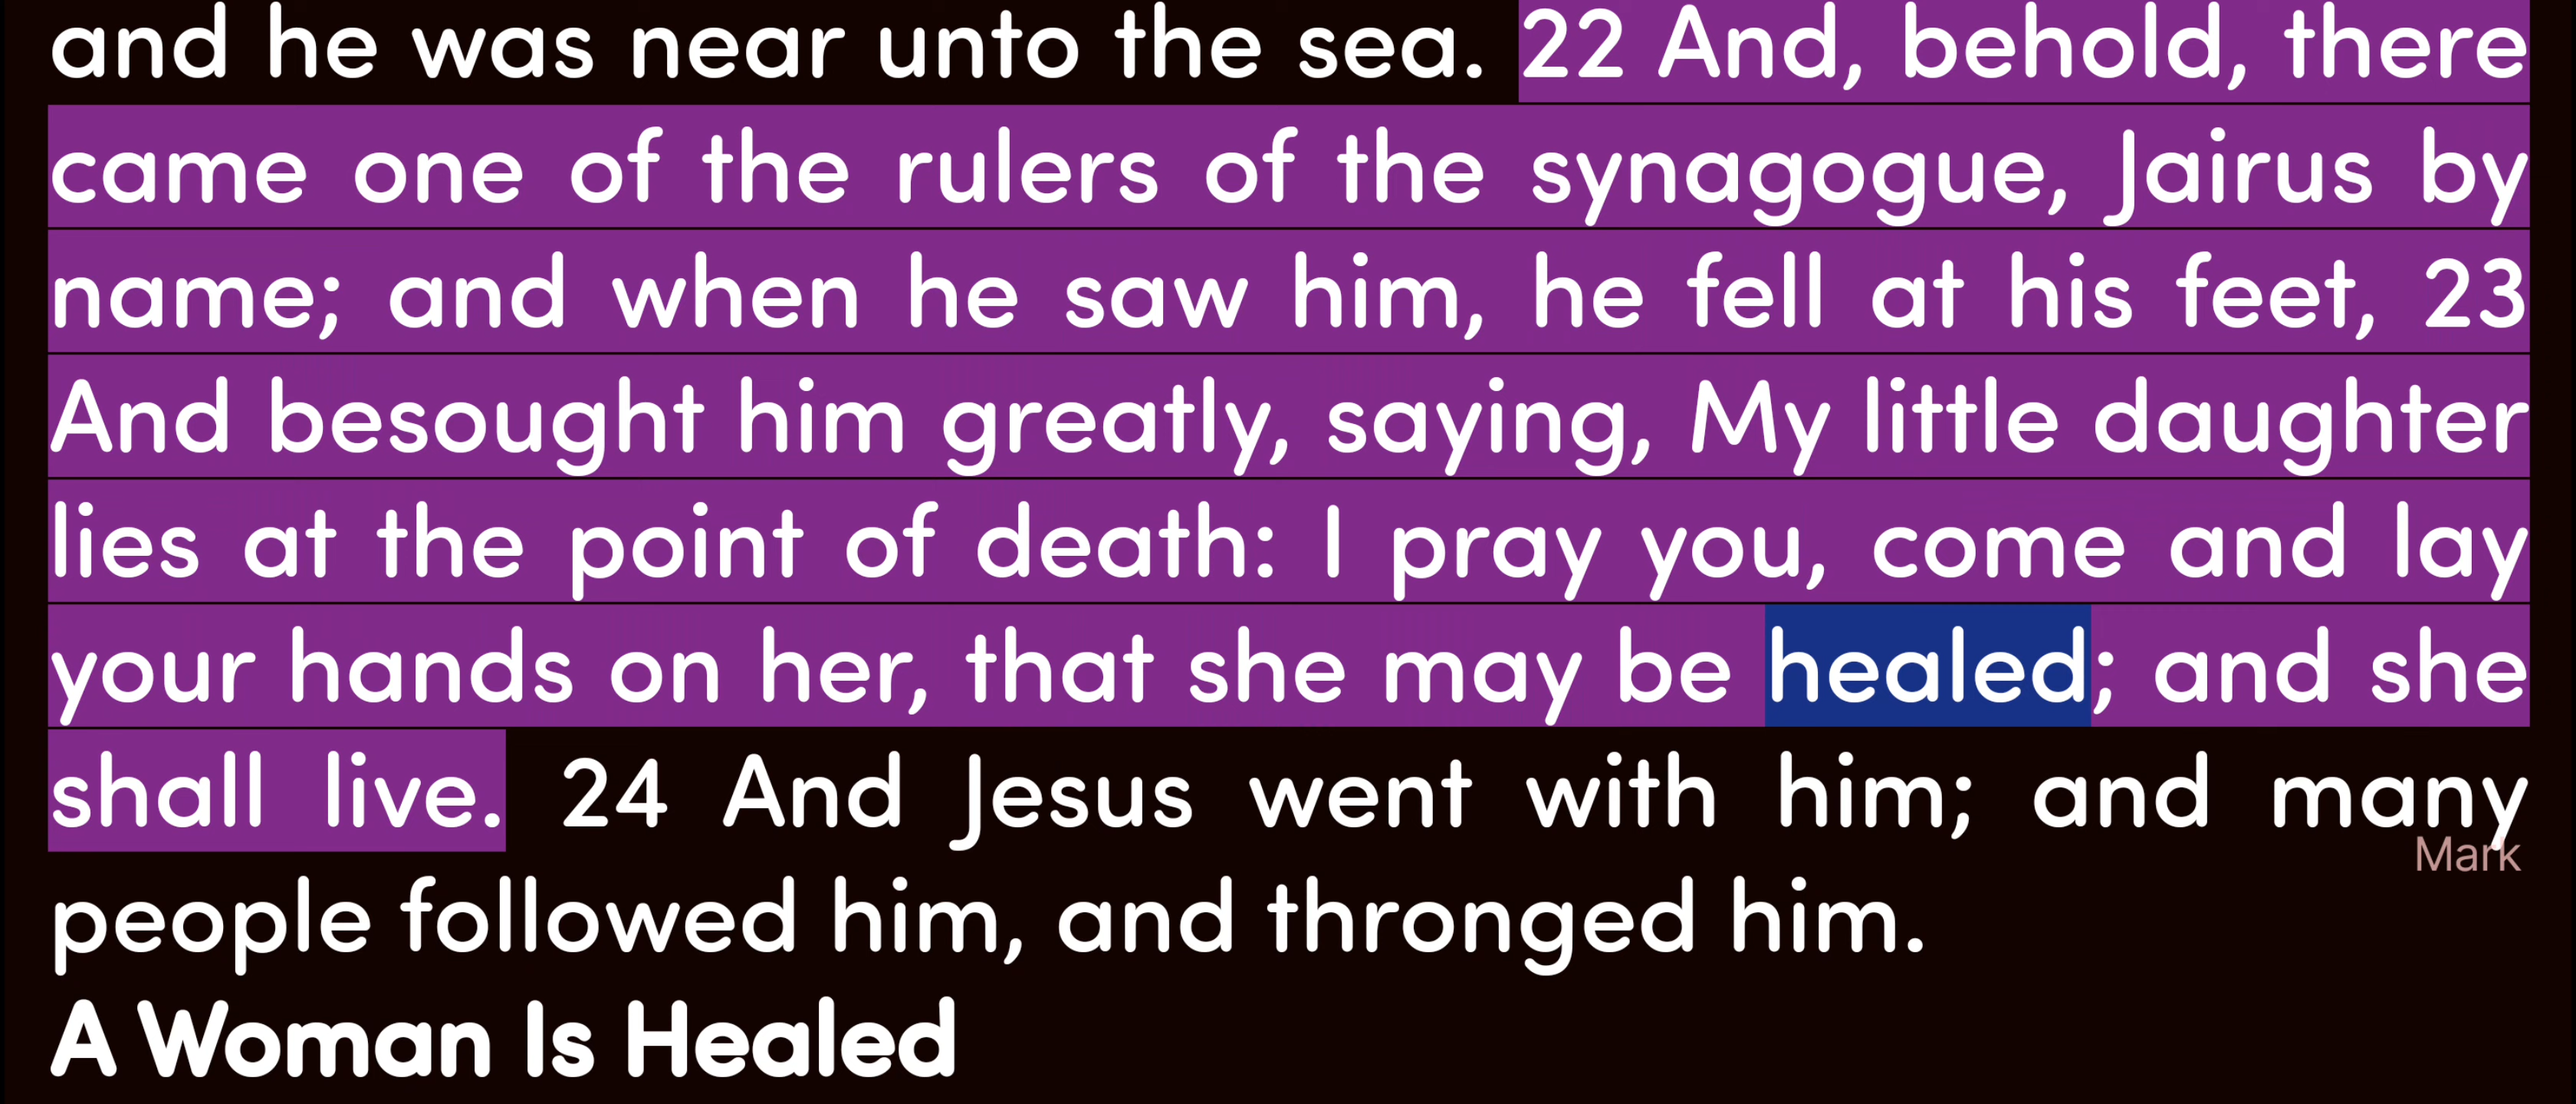 and he was near unto the sea. 22 And, behold, there
came one of the rulers of the synagogue, Jairus by
name; and when he saw him, he fell at his feet, 23
And besought him greatly, saying, My little daughter
lies at the point of death: I pray you, come and lay
your hands on her, that she may be healed; and she
shall live. 24 And Jesus went with him; and many
Mark
people followed him, and thronged him.
A Woman Is Healed